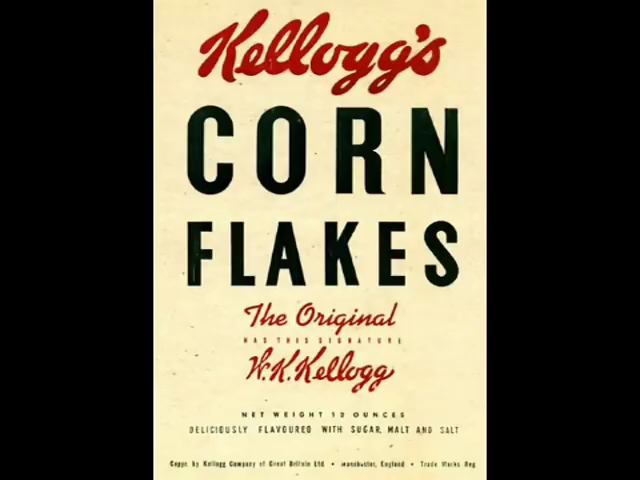 Kellogg's
CORN
FLAKES
The Original
HAS THIS SIGNATURE
W.K.Kellogg
NET WEIGHT 12 OUNCES
DELICIOUSLY FLAVOURED WITH SUGAR, MALT AND SALT
Copyr. by Kellogg Company of Great Britain Ltd. • Manchester, England • Trade Marks Reg